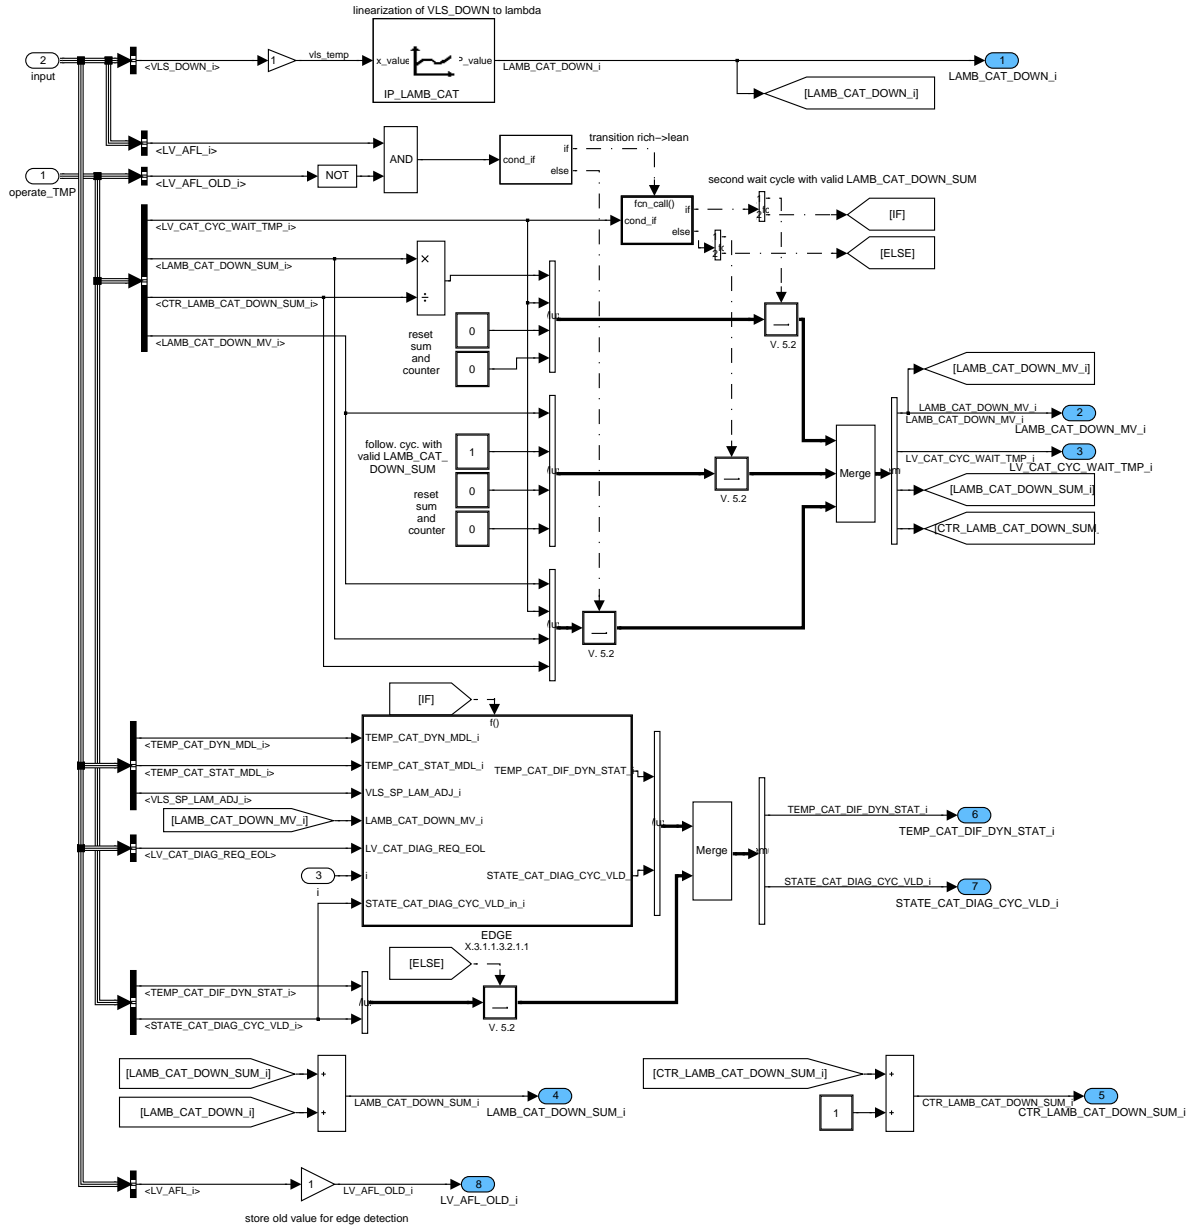 linearization of VLS_DOWN to lambda
2
input
<VLS_DOWN_i>
1
vls_temp
x_value
P_value
IP_LAMB_CAT
LAMB_CAT_DOWN_i
1
LAMB_CAT_DOWN_i
[LAMB_CAT_DOWN_i]
<LV_AFL_i>
AND
cond_if
if
else
transition rich->lean
1
operate_TMP
<LV_AFL_OLD_i>
NOT
second wait cycle with valid LAMB_CAT_DOWN_SUM
fcn_call()
cond_if
if
else
1
2
[IF]
1
2
[ELSE]
<LV_CAT_CYC_WAIT_TMP_i>
<LAMB_CAT_DOWN_SUM_i>
×
÷
<CTR_LAMB_CAT_DOWN_SUM_i>
<LAMB_CAT_DOWN_MV_i>
reset
sum
and
counter
0
0
V. 5.2
[LAMB_CAT_DOWN_MV_i]
LAMB_CAT_DOWN_MV_i
LAMB_CAT_DOWN_MV_i
2
LAMB_CAT_DOWN_MV_i
follow. cyc. with
valid LAMB_CAT_
DOWN_SUM
1
reset
sum
and
counter
0
0
V. 5.2
Merge
LV_CAT_CYC_WAIT_TMP_i
3
LV_CAT_CYC_WAIT_TMP_i
[LAMB_CAT_DOWN_SUM_i]
[CTR_LAMB_CAT_DOWN_SUM_
V. 5.2
[IF]
f()
<TEMP_CAT_DYN_MDL_i>
TEMP_CAT_DYN_MDL_i
<TEMP_CAT_STAT_MDL_i>
TEMP_CAT_STAT_MDL_i
TEMP_CAT_DIF_DYN_STAT_i
<VLS_SP_LAM_ADJ_i>
VLS_SP_LAM_ADJ_i
[LAMB_CAT_DOWN_MV_i]
LAMB_CAT_DOWN_MV_i
<LV_CAT_DIAG_REQ_EOL>
LV_CAT_DIAG_REQ_EOL
3
i
i
STATE_CAT_DIAG_CYC_VLD_
STATE_CAT_DIAG_CYC_VLD_in_i
EDGE
X.3.1.1.3.2.1.1
Merge
TEMP_CAT_DIF_DYN_STAT_i
6
TEMP_CAT_DIF_DYN_STAT_i
STATE_CAT_DIAG_CYC_VLD_i
7
STATE_CAT_DIAG_CYC_VLD_i
[ELSE]
<TEMP_CAT_DIF_DYN_STAT_i>
<STATE_CAT_DIAG_CYC_VLD_i>
V. 5.2
[LAMB_CAT_DOWN_SUM_i]
+
[LAMB_CAT_DOWN_i]
+
LAMB_CAT_DOWN_SUM_i
4
LAMB_CAT_DOWN_SUM_i
[CTR_LAMB_CAT_DOWN_SUM_i]
+
1
+
CTR_LAMB_CAT_DOWN_SUM_i
5
CTR_LAMB_CAT_DOWN_SUM_i
<LV_AFL_i>
1
LV_AFL_OLD_i
8
LV_AFL_OLD_i
store old value for edge detection